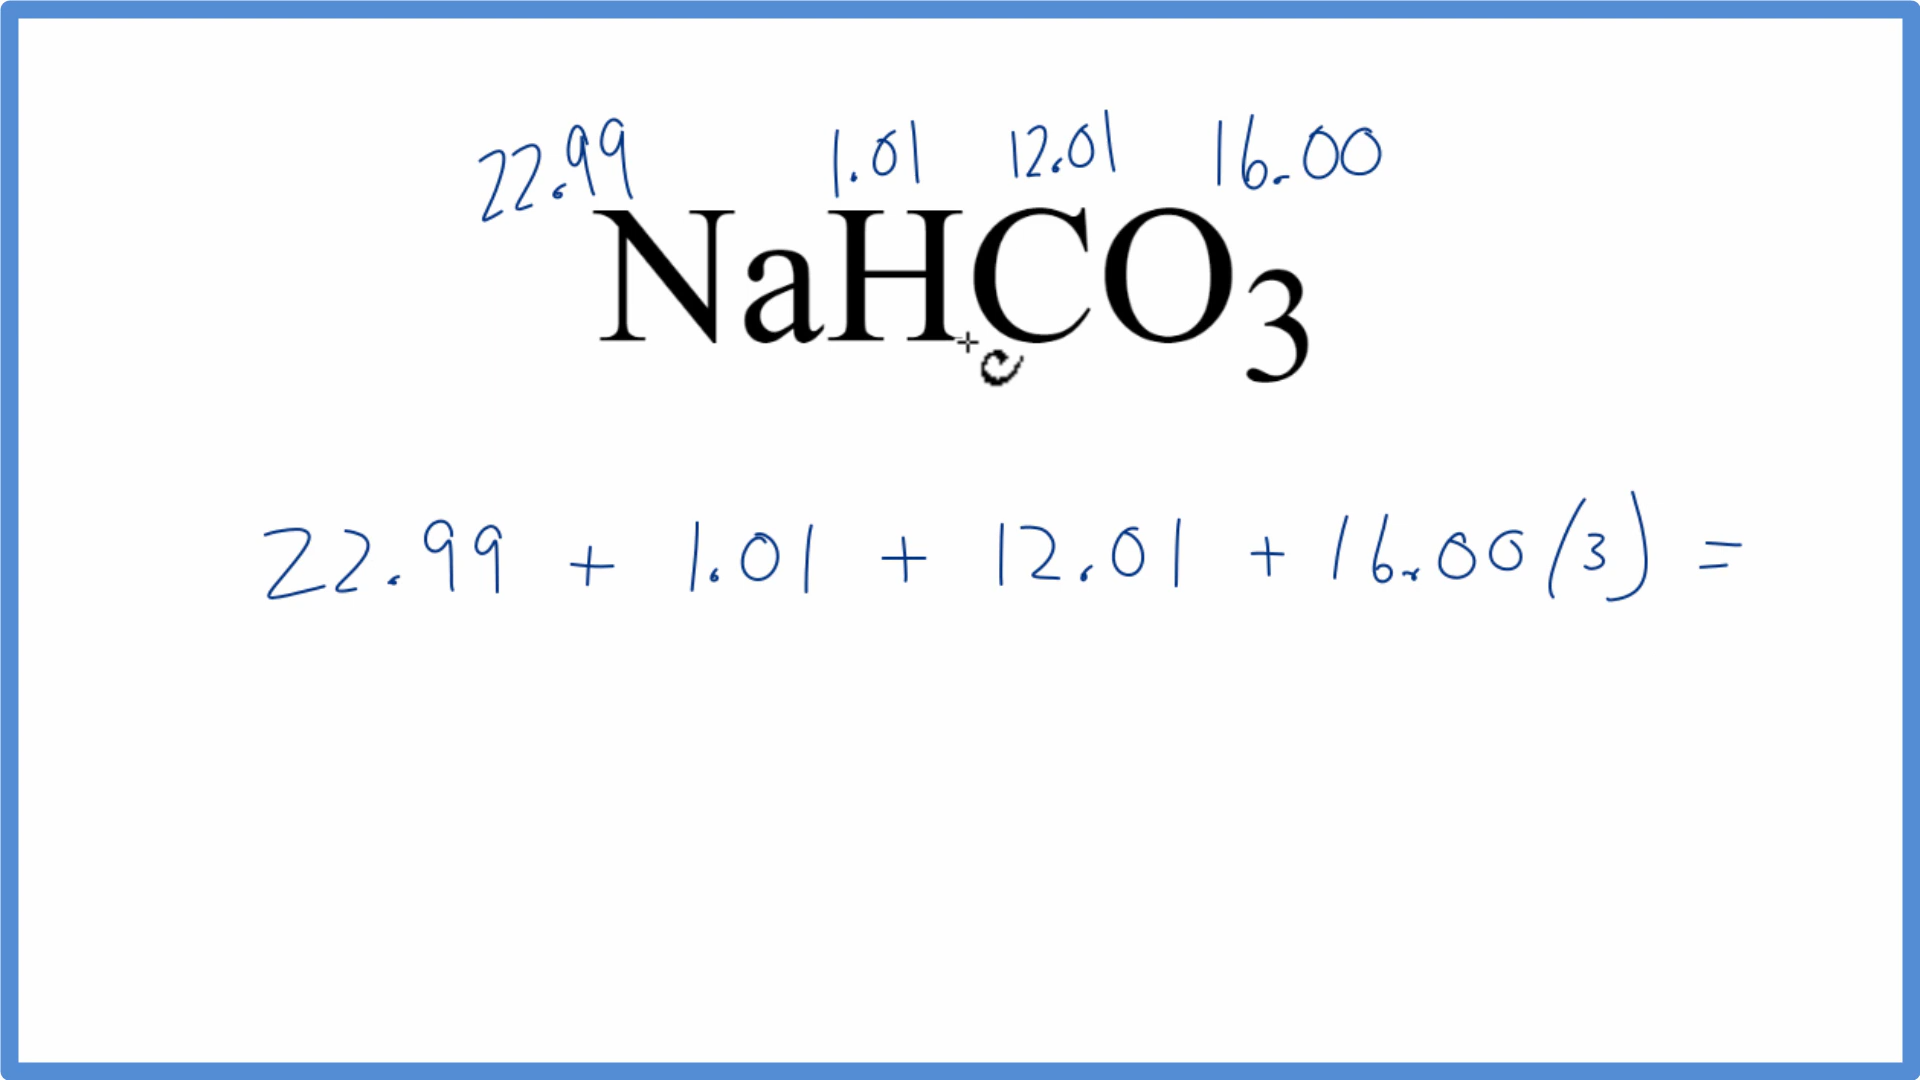 22.99 1.01 12.01 16.00
NaHCO3
22.99 + 1.01 + 12.01 + 16.00(3) =